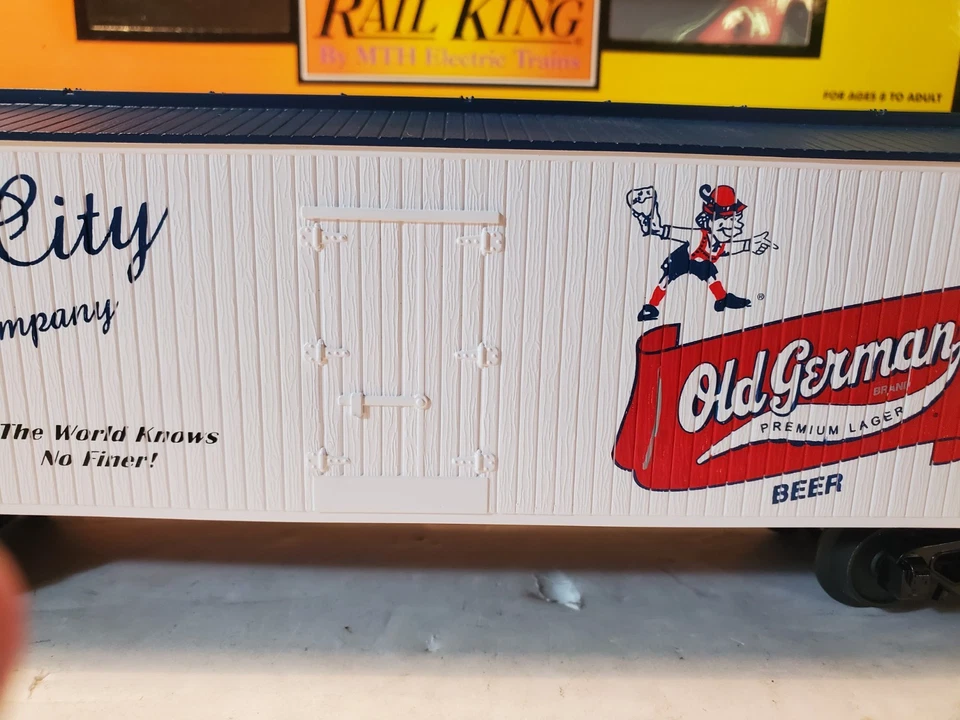 RAIL KING®
By MTH Electric Trains
FOR AGES 8 TO ADULT
City
mpany
The World Knows
No Finer!
®
Old German
BRAND
PREMIUM LAGER
BEER